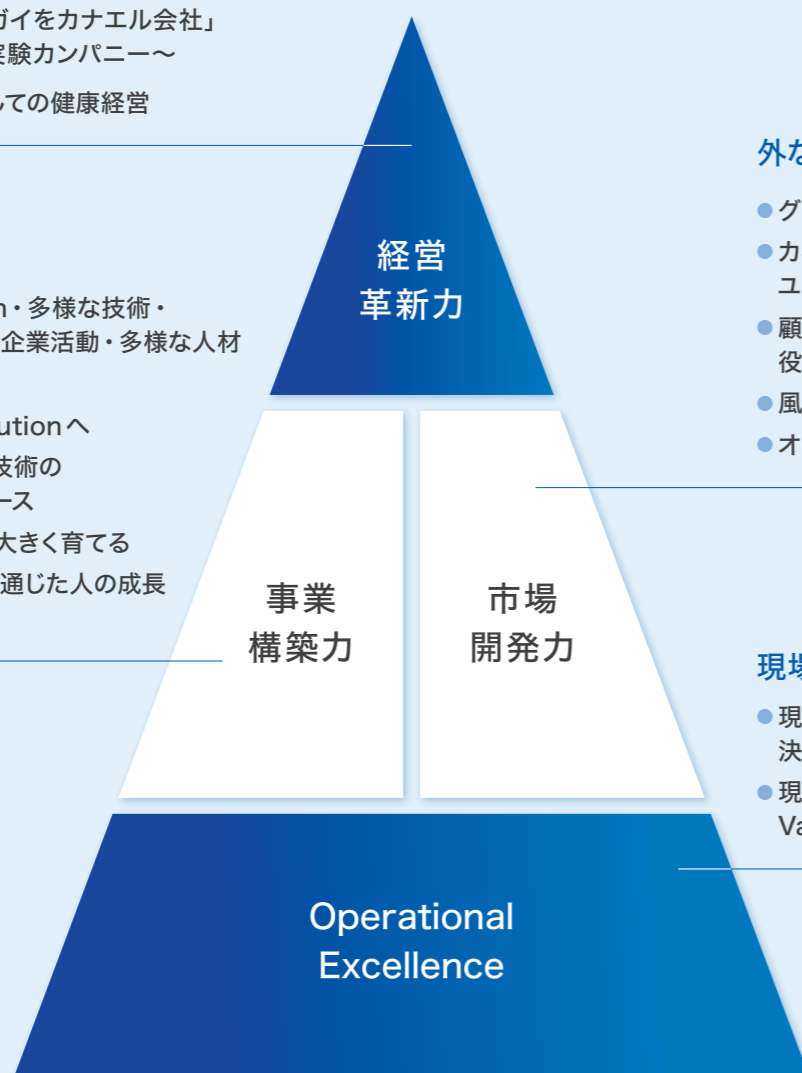 ガイをカナエル会社」
実験カンパニー〜
しての健康経営
・多様な技術・
企業活動・多様な人材
utionへ
技術の
ース
大きく育てる
通じた人の成長
経営
革新力
事業
構築力
市場
開発力
Operational
Excellence
外な
グ
カ
ユ
顧
役
風
オ
現場
現
決
現
Va